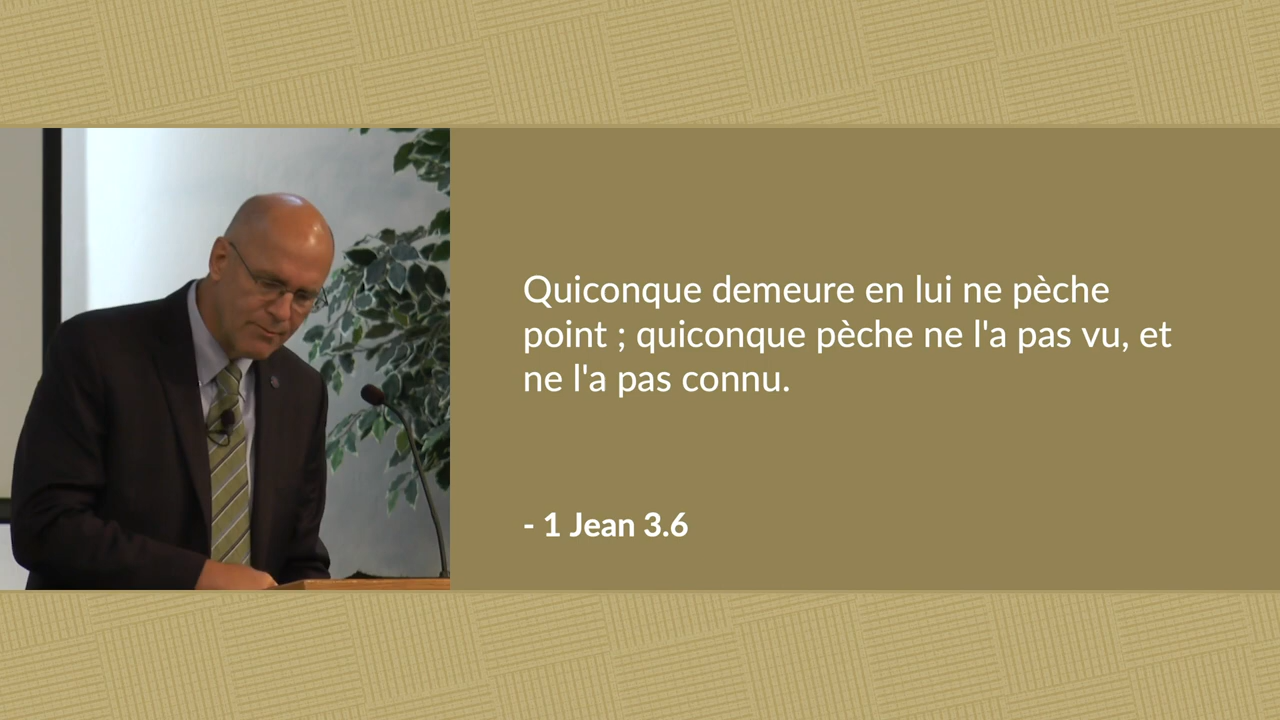 Quiconque demeure en lui ne pèche
point ; quiconque pèche ne l'a pas vu, et
ne l'a pas connu.
- 1 Jean 3.6